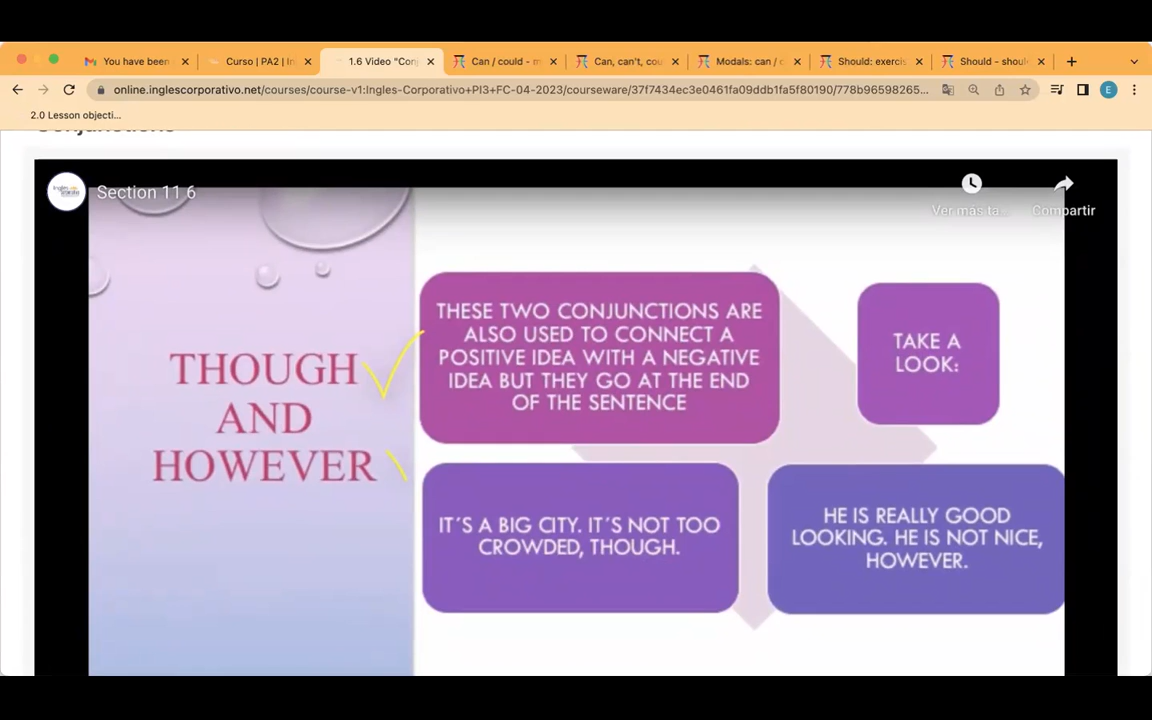 You have been
Curso | PA2 | In
1.6 Video "Con
Can / could - m
Can, can't, cou
Modals: can / c
Should: exercis
Should - shoul
online.inglescorporativo.net/courses/course-v1:Ingles-Corporativo+PI3+FC-04-2023/courseware/37f7434ec3e0461fa09ddb1fa5f80190/778b96598265...
E
2.0 Lesson objecti...
Conjunctions
Section 11 6
Ver más ta...
Compartir
THOUGH
AND
HOWEVER
THESE TWO CONJUNCTIONS ARE
ALSO USED TO CONNECT A
POSITIVE IDEA WITH A NEGATIVE
IDEA BUT THEY GO AT THE END
OF THE SENTENCE
TAKE A
LOOK:
IT´S A BIG CITY. IT´S NOT TOO
CROWDED, THOUGH.
HE IS REALLY GOOD
LOOKING. HE IS NOT NICE,
HOWEVER.